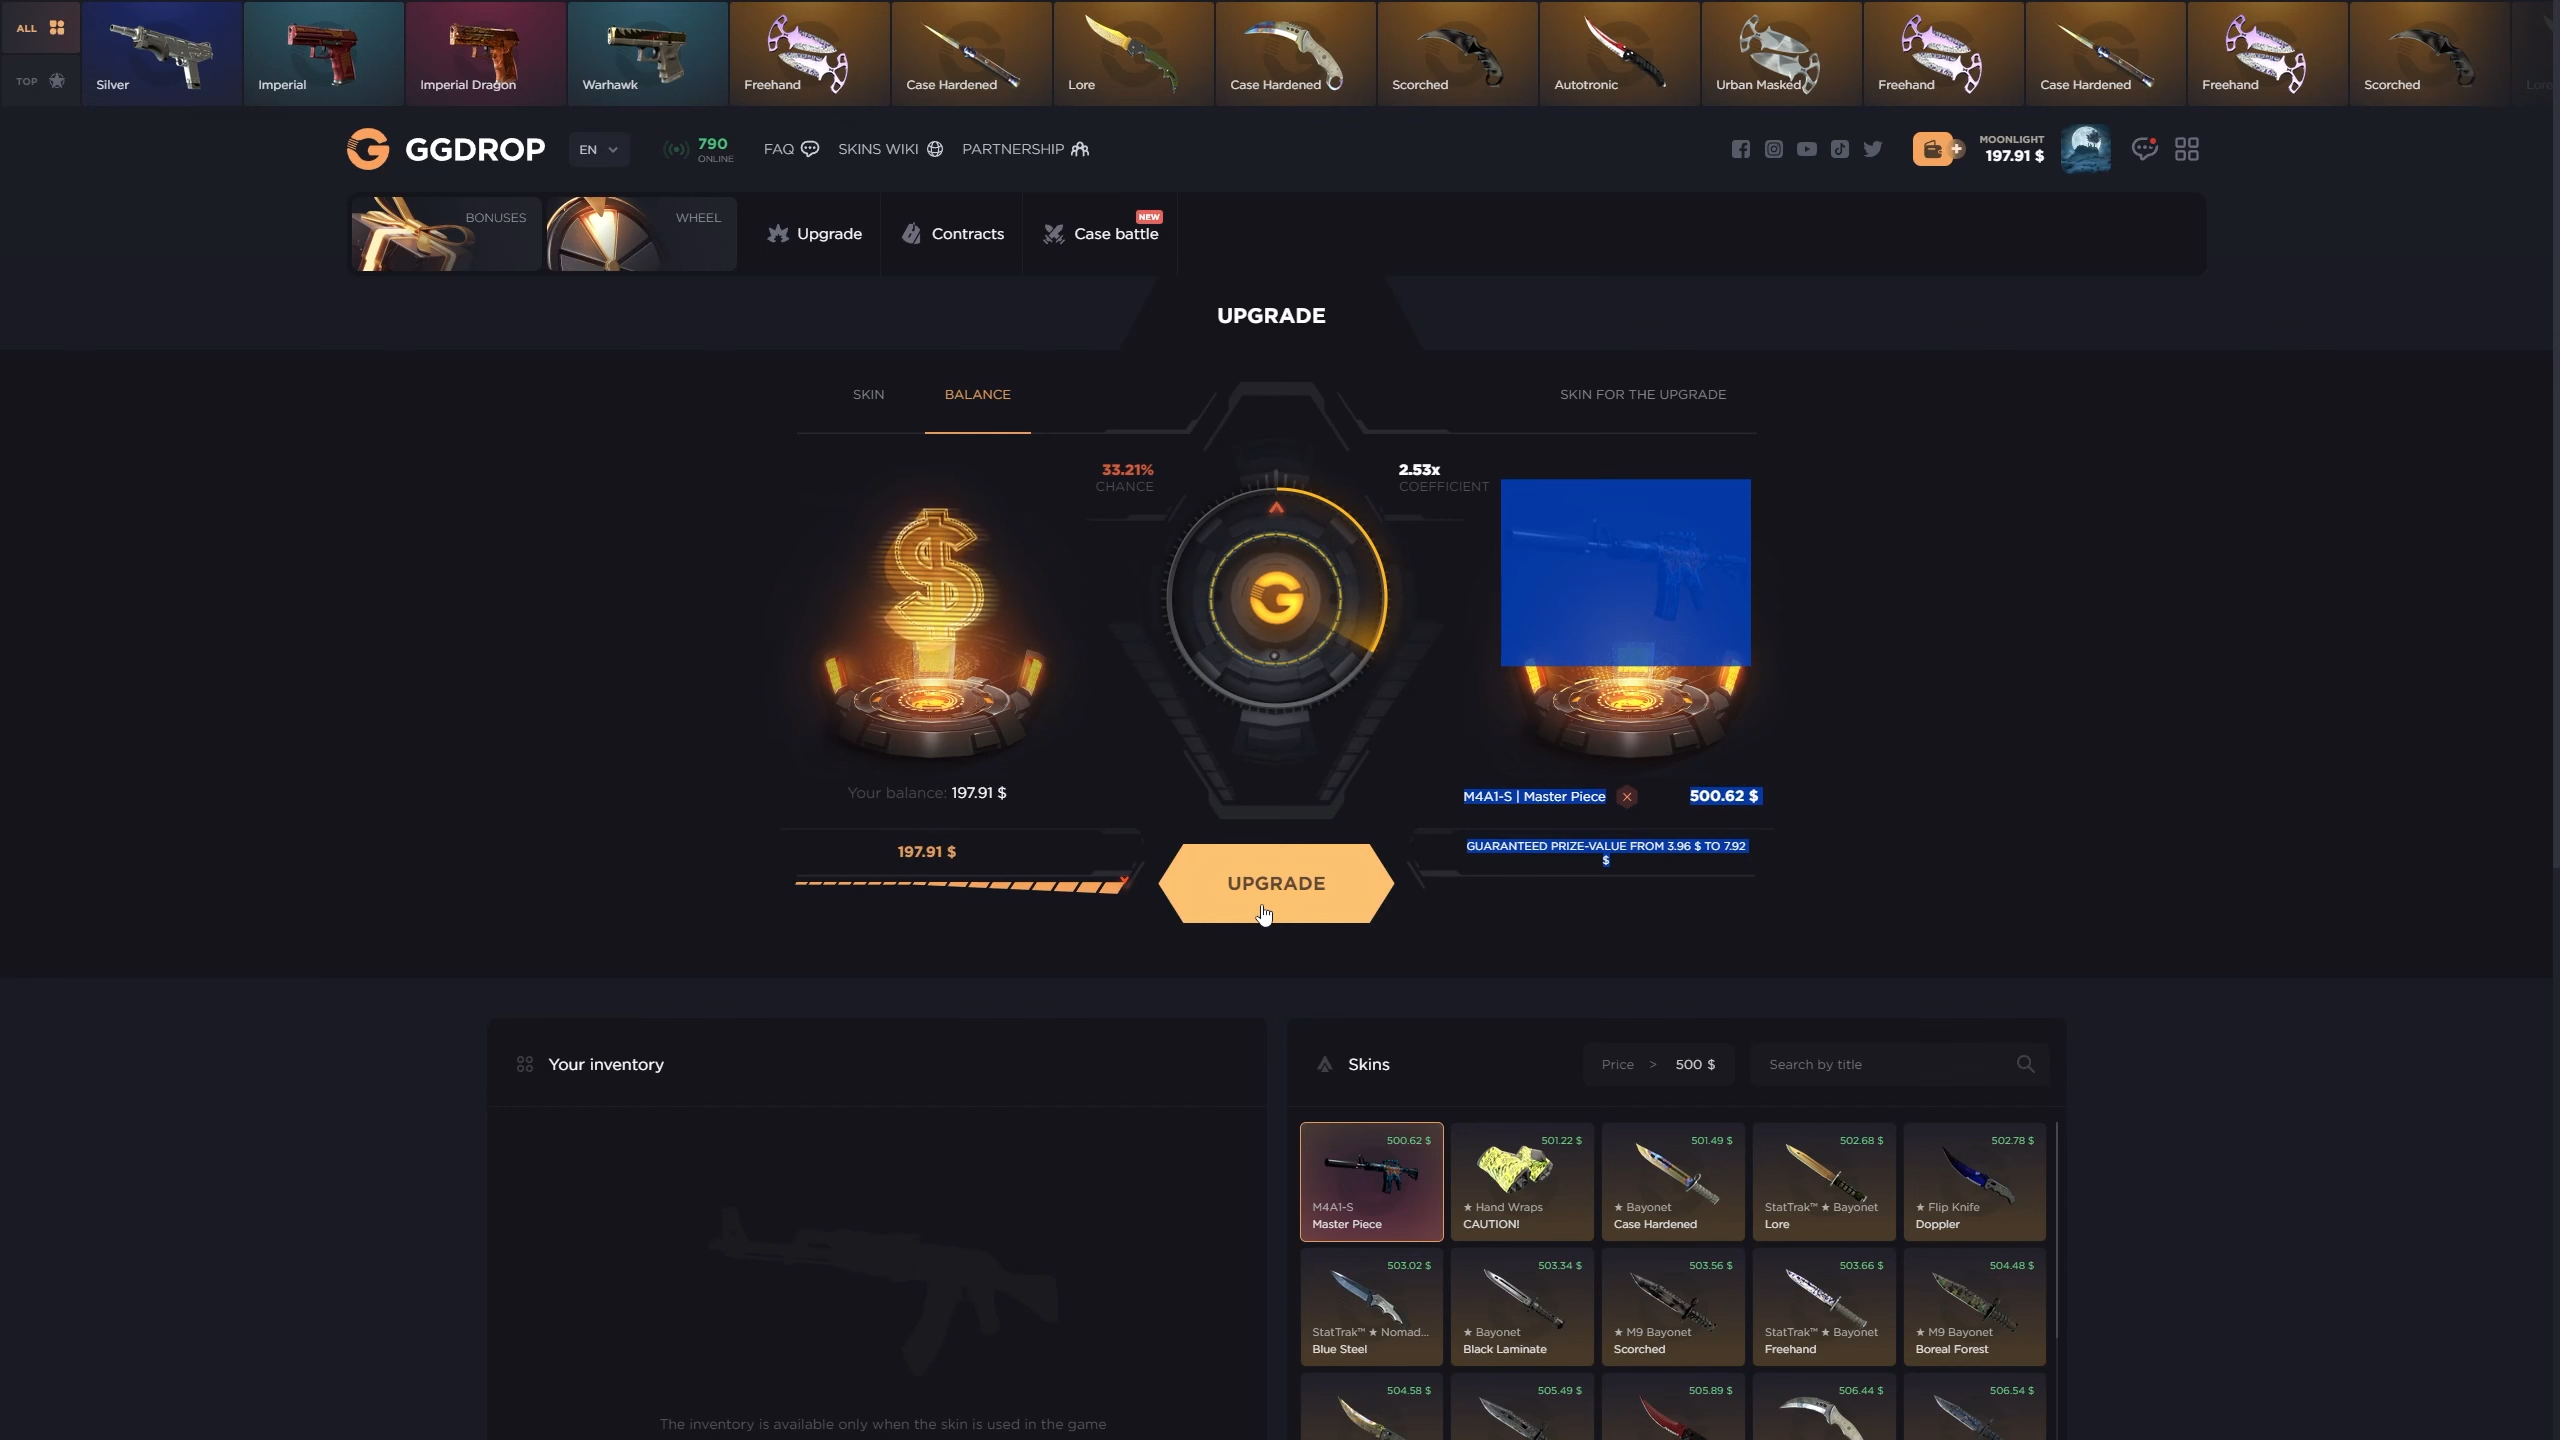 ALL
TOP
Silver
Imperial
Imperial Dragon
Warhawk
Freehand
Case Hardened
Lore
Case Hardened
Scorched
Autotronic
Urban Masked
Freehand
Case Hardened
Freehand
Scorched
Lore
GGDROP
EN
790
ONLINE
FAQ
SKINS WIKI
PARTNERSHIP
MOONLIGHT
197.91 $
BONUSES
WHEEL
Upgrade
Contracts
NEW
Case battle
UPGRADE
SKIN
BALANCE
SKIN FOR THE UPGRADE
33.21%
CHANCE
2.53x
COEFFICIENT
Your balance: 197.91 $
M4A1-S | Master Piece
500.62 $
197.91 $
GUARANTEED PRIZE-VALUE FROM 3.96 $ TO 7.92
$
UPGRADE
Your inventory
The inventory is available only when the skin is used in the game
Skins
Price > 500 $
Search by title
500.62 $
M4A1-S
Master Piece
501.22 $
★ Hand Wraps
CAUTION!
501.49 $
★ Bayonet
Case Hardened
502.68 $
StatTrak™ ★ Bayonet
Lore
502.78 $
★ Flip Knife
Doppler
503.02 $
StatTrak™ ★ Nomad...
Blue Steel
503.34 $
★ Bayonet
Black Laminate
503.56 $
★ M9 Bayonet
Scorched
503.66 $
StatTrak™ ★ Bayonet
Freehand
504.48 $
★ M9 Bayonet
Boreal Forest
504.58 $
505.49 $
505.89 $
506.44 $
506.54 $